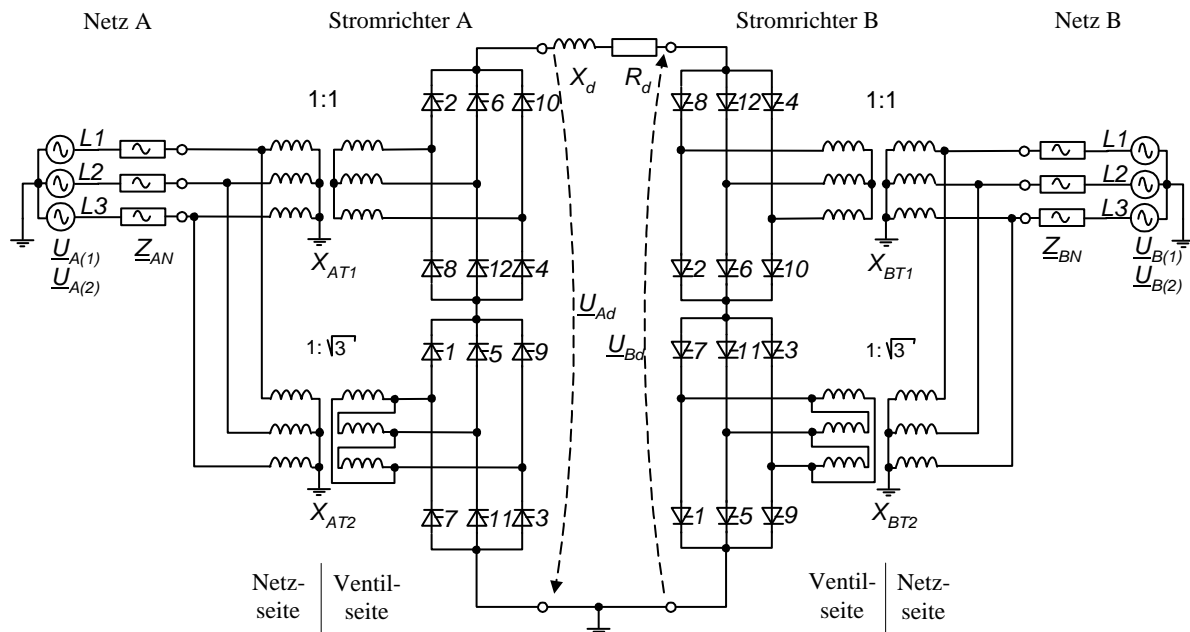 Netz A
Stromrichter A
Stromrichter B
Netz B
X_d
R_d
2
6
10
8
12
4
1:1
1:1
L1
L2
L3
L1
L2
L3
U_A(1)
U_A(2)
Z_AN
X_AT1
8
12
4
2
6
10
X_BT1
Z_BN
U_B(1)
U_B(2)
U_Ad
U_Bd
1:√3
1
5
9
7
11
3
1:√3
X_AT2
7
11
3
1
5
9
X_BT2
Netz-
seite
Ventil-
seite
Ventil-
seite
Netz-
seite